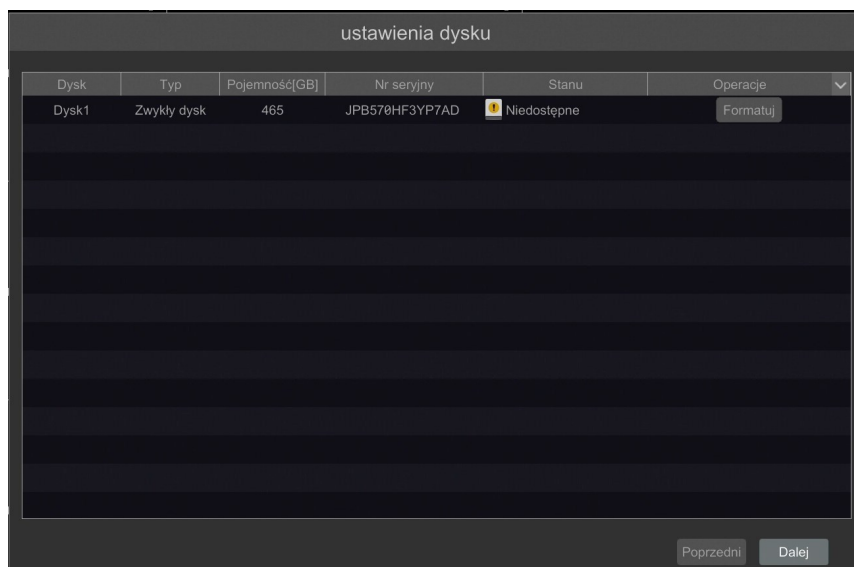 ustawienia dysku
Dysk Typ Pojemność[GB] Nr seryjny Stanu Operacje
Dysk1 Zwykły dysk 465 JPB570HF3YP7AD Niedostępne Formatuj
Poprzedni Dalej